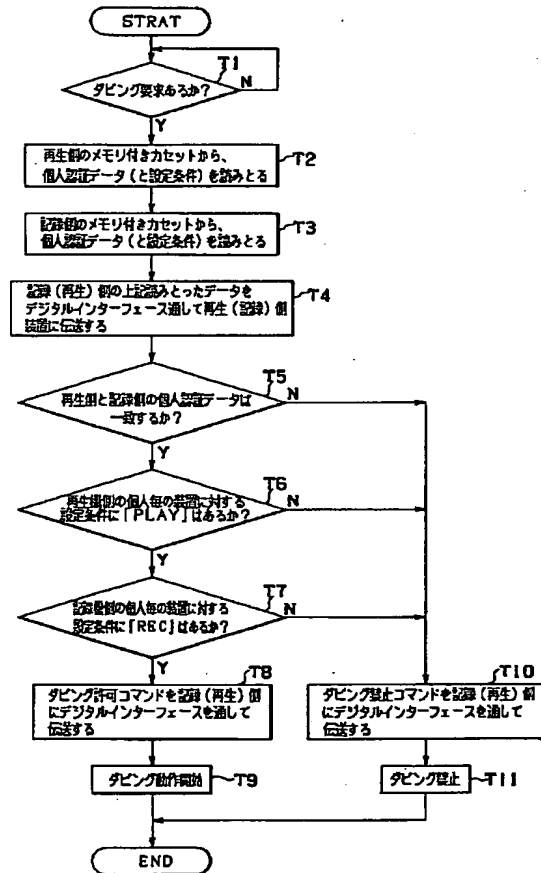 STRAT
T1
ダビング要求あるか?
N
Y
再生側のメモリ付きカセットから、
個人認証データ(と設定条件)を読みとる
T2
記録側のメモリ付きカセットから、
個人認証データ(と設定条件)を読みとる
T3
記録(再生)側の上記読みとったデータを
デジタルインターフェース通して再生(記録)側
装置に伝送する
T4
T5
再生側と記録側の個人認証データは
一致するか?
N
Y
T6
再生機側の個人毎の装置に対する
設定条件に「PLAY」はあるか?
N
Y
T7
記録機側の個人毎の装置に対する
設定条件に「REC」はあるか?
N
Y
T8
ダビング許可コマンドを記録(再生)側
にデジタルインターフェースを通して
伝送する
T10
ダビング禁止コマンドを記録(再生)側
にデジタルインターフェースを通して
伝送する
ダビング動作開始
T9
ダビング禁止
T11
END